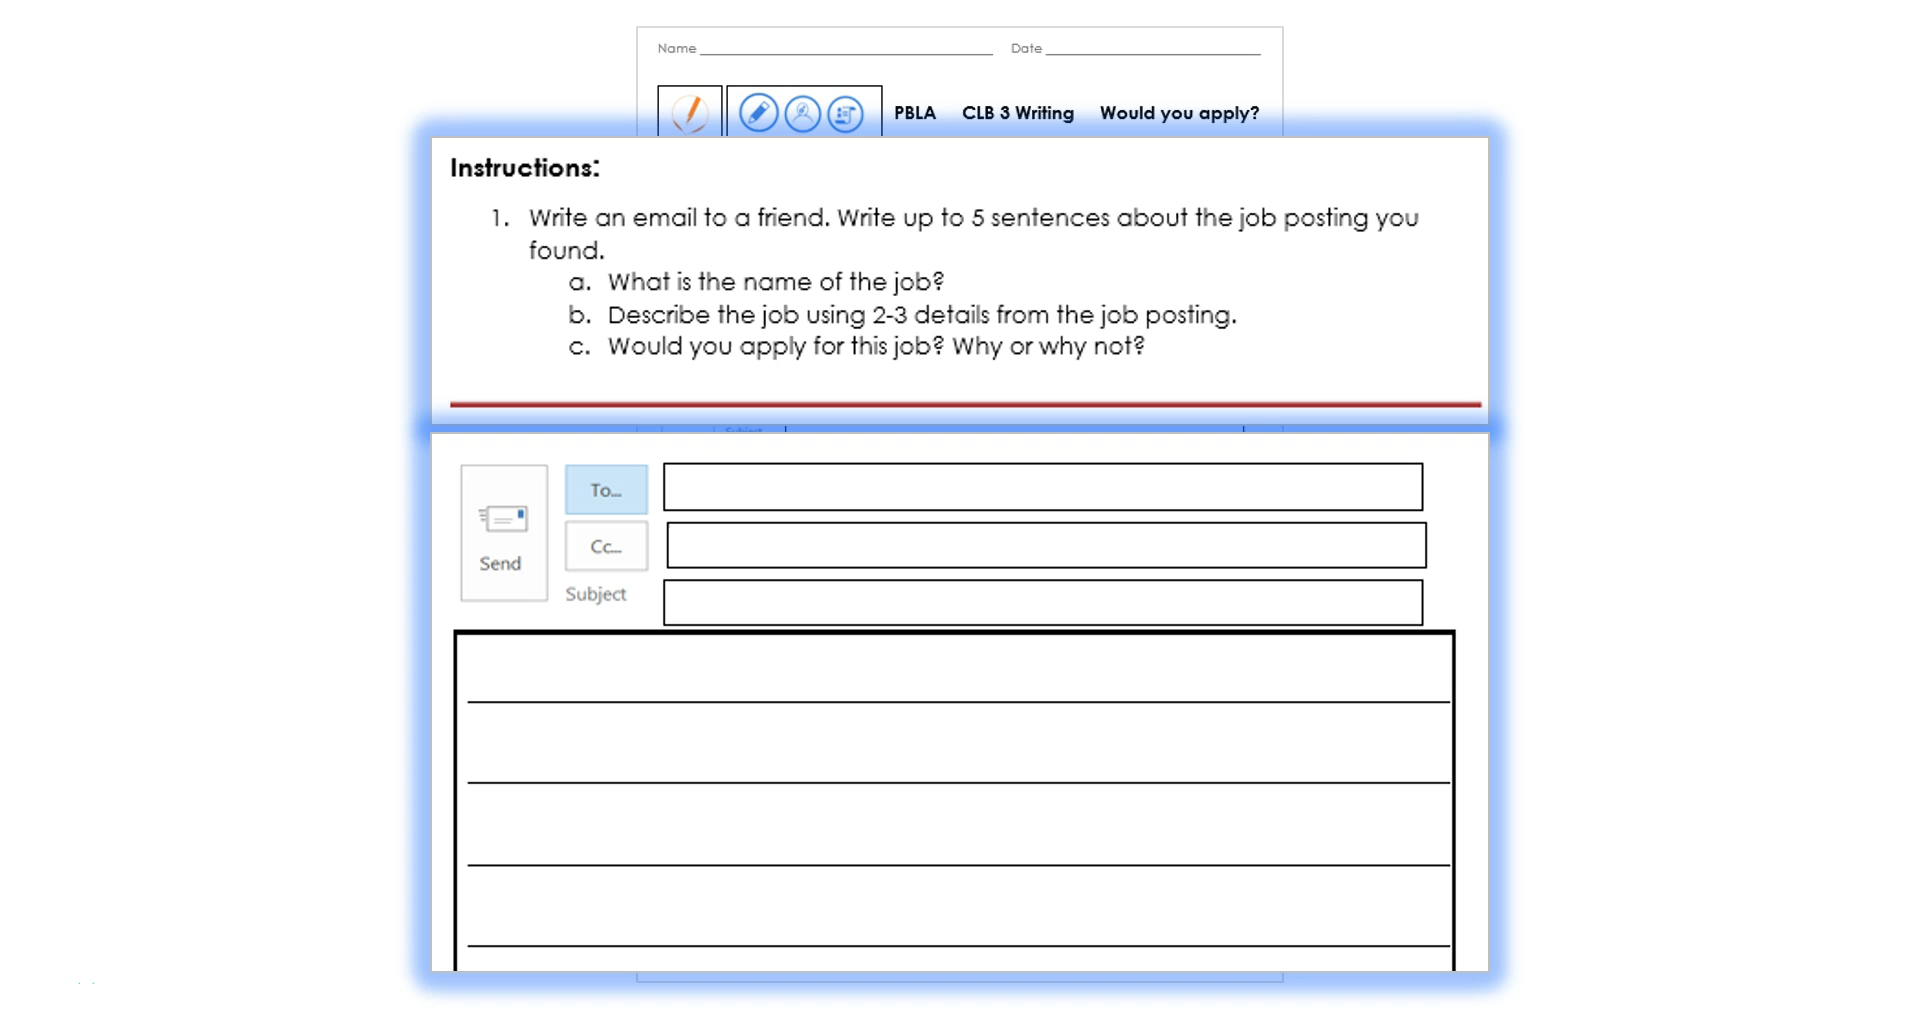 Name Date
PBLA CLB 3 Writing Would you apply?
Instructions:
1. Write an email to a friend. Write up to 5 sentences about the job posting you
found.
a. What is the name of the job?
b. Describe the job using 2-3 details from the job posting.
c. Would you apply for this job? Why or why not?
Subject
To...
Cc...
Send
Subject